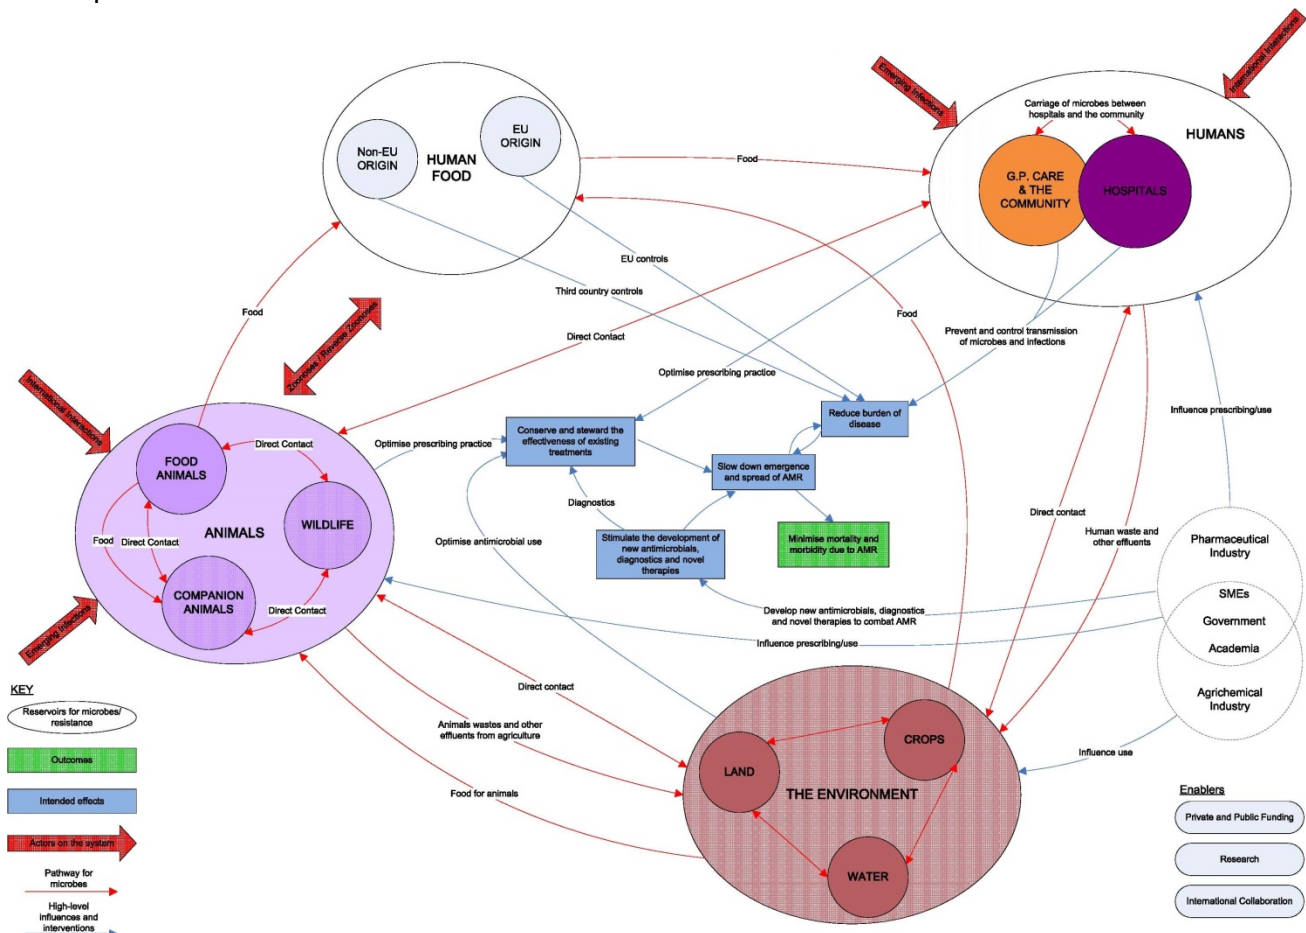 Emerging Infections
International Interactions
Carriage of microbes between
hospitals and the community
HUMANS
G.P. CARE
& THE
COMMUNITY
HOSPITALS
Non-EU
ORIGIN
EU
ORIGIN
HUMAN
FOOD
Food
EU controls
Third country controls
Food
Direct Contact
Food
Zoonoses / Reverse Zoonoses
Prevent and control transmission
of microbes and infections
Optimise prescribing practice
Influence prescribing/use
International Interactions
Emerging Infections
FOOD
ANIMALS
Direct Contact
WILDLIFE
ANIMALS
Food
Direct Contact
COMPANION
ANIMALS
Direct Contact
Optimise prescribing practice
Conserve and steward the
effectiveness of existing
treatments
Reduce burden of
disease
Slow down emergence
and spread of AMR
Diagnostics
Optimise antimicrobial use
Stimulate the development of
new antimicrobials,
diagnostics and novel
therapies
Minimise mortality and
morbidity due to AMR
Direct contact
Human waste and
other effluents
Pharmaceutical
Industry
SMEs
Government
Academia
Agrichemical
Industry
Develop new antimicrobials, diagnostics
and novel therapies to combat AMR
Influence prescribing/use
Influence use
Direct contact
Animals wastes and other
effluents from agriculture
Food for animals
LAND
CROPS
THE ENVIRONMENT
WATER
KEY
Reservoirs for microbes/
resistance
Outcomes
Intended effects
Actors on the system
Pathway for
microbes
High-level
influences and
interventions
Enablers
Private and Public Funding
Research
International Collaboration